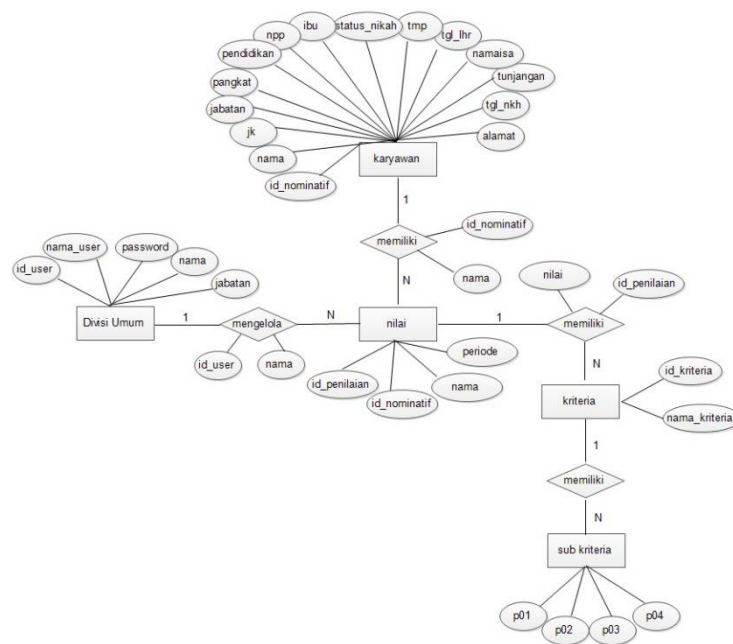 ibu
status_nikah
tmp
npp
tgl_lhr
pendidikan
namaisa
pangkat
tunjangan
jabatan
tgl_nkh
jk
alamat
nama
karyawan
id_nominatif
1
id_nominatif
memiliki
nama
N
nama_user
password
id_user
nama
jabatan
nilai
id_penilaian
Divisi Umum
1
mengelola
N
nilai
1
memiliki
id_user
nama
periode
id_penilaian
nama
id_nominatif
N
id_kriteria
kriteria
nama_kriteria
1
memiliki
N
sub kriteria
p01
p02
p03
p04